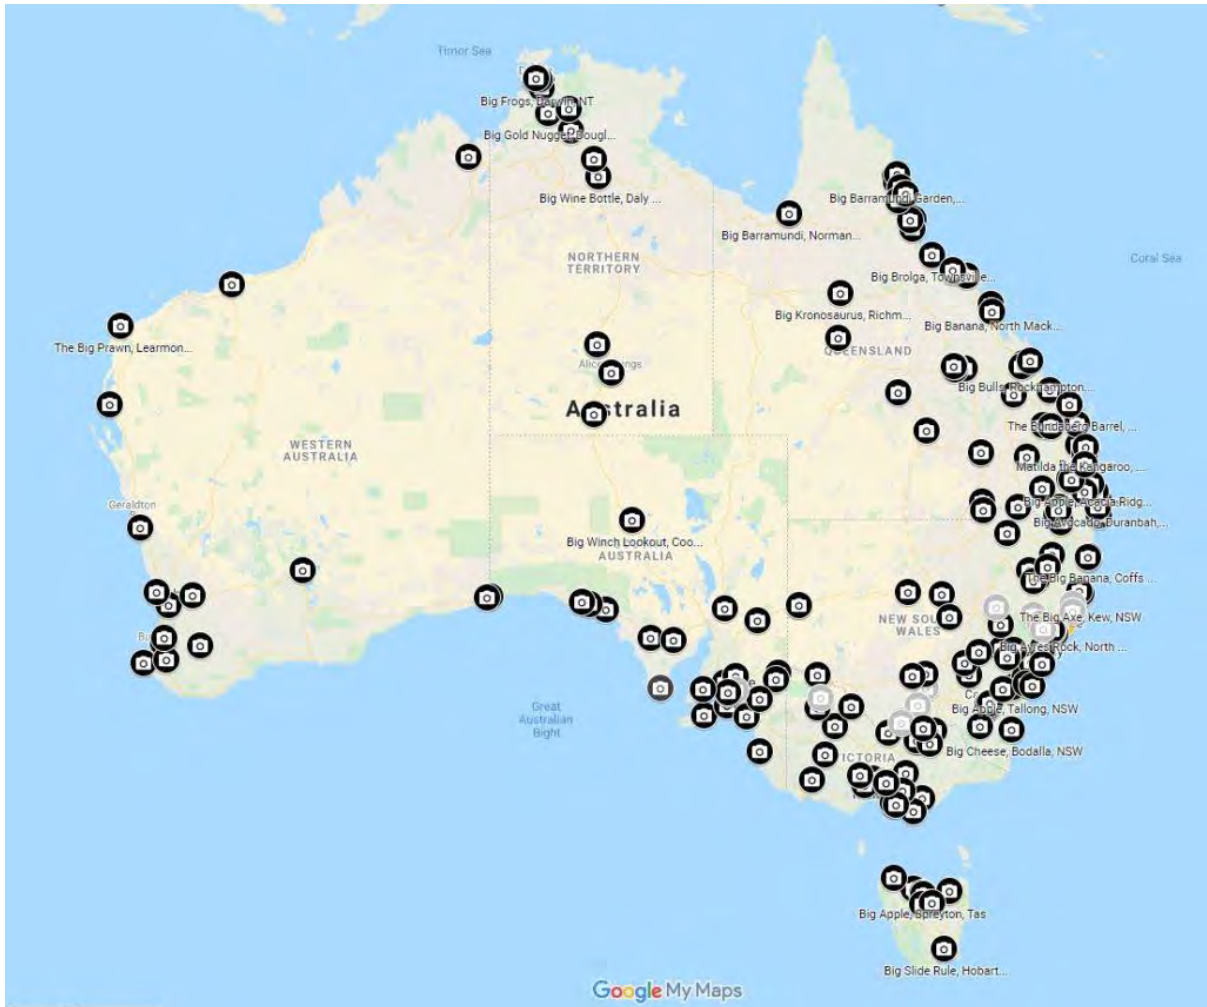 Timor Sea
Big Frogs, Darwin, NT
Big Gold Nugget, Dougl...
Big Wine Bottle, Daly ...
Big Barramundi Garden,...
Big Barramundi, Norman...
NORTHERN
TERRITORY
Coral Sea
Big Brolga, Townsville...
Big Kronosaurus, Richm...
Big Banana, North Mack...
The Big Prawn, Learmon...
QUEENSLAND
Alice Springs
Big Bulls, Rockhampton,...
Australia
The Bundaberg Barrel, ...
WESTERN
AUSTRALIA
Matilda the Kangaroo, ...
Geraldton
Big Apple, Acacia Ridg...
Big Avocado, Duranbah,...
Big Winch Lookout, Coo...
AUSTRALIA
The Big Banana, Coffs ...
The Big Axe, Kew, NSW
NEW SOUTH
WALES
Big Ayres Rock, North ...
Great
Australian
Bight
Big Apple, Tallong, NSW
Big Cheese, Bodalla, NSW
VICTORIA
Big Apple, Spreyton, Tas
Big Slide Rule, Hobart...
Google My Maps